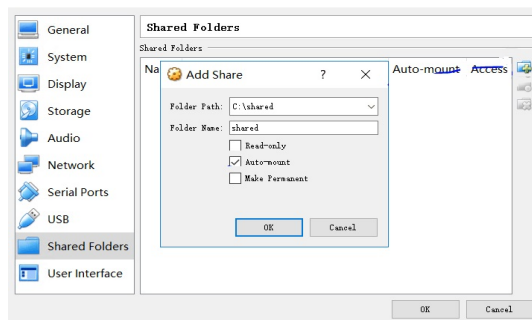 General
System
Display
Storage
Audio
Network
Serial Ports
USB
Shared Folders
User Interface
Shared Folders
Shared Folders
Auto-mount Access
Add Share ? ×
Folder Path: C:\shared
Folder Name: shared
Read-only
Auto-mount
Make Permanent
OK Cancel
OK Cancel